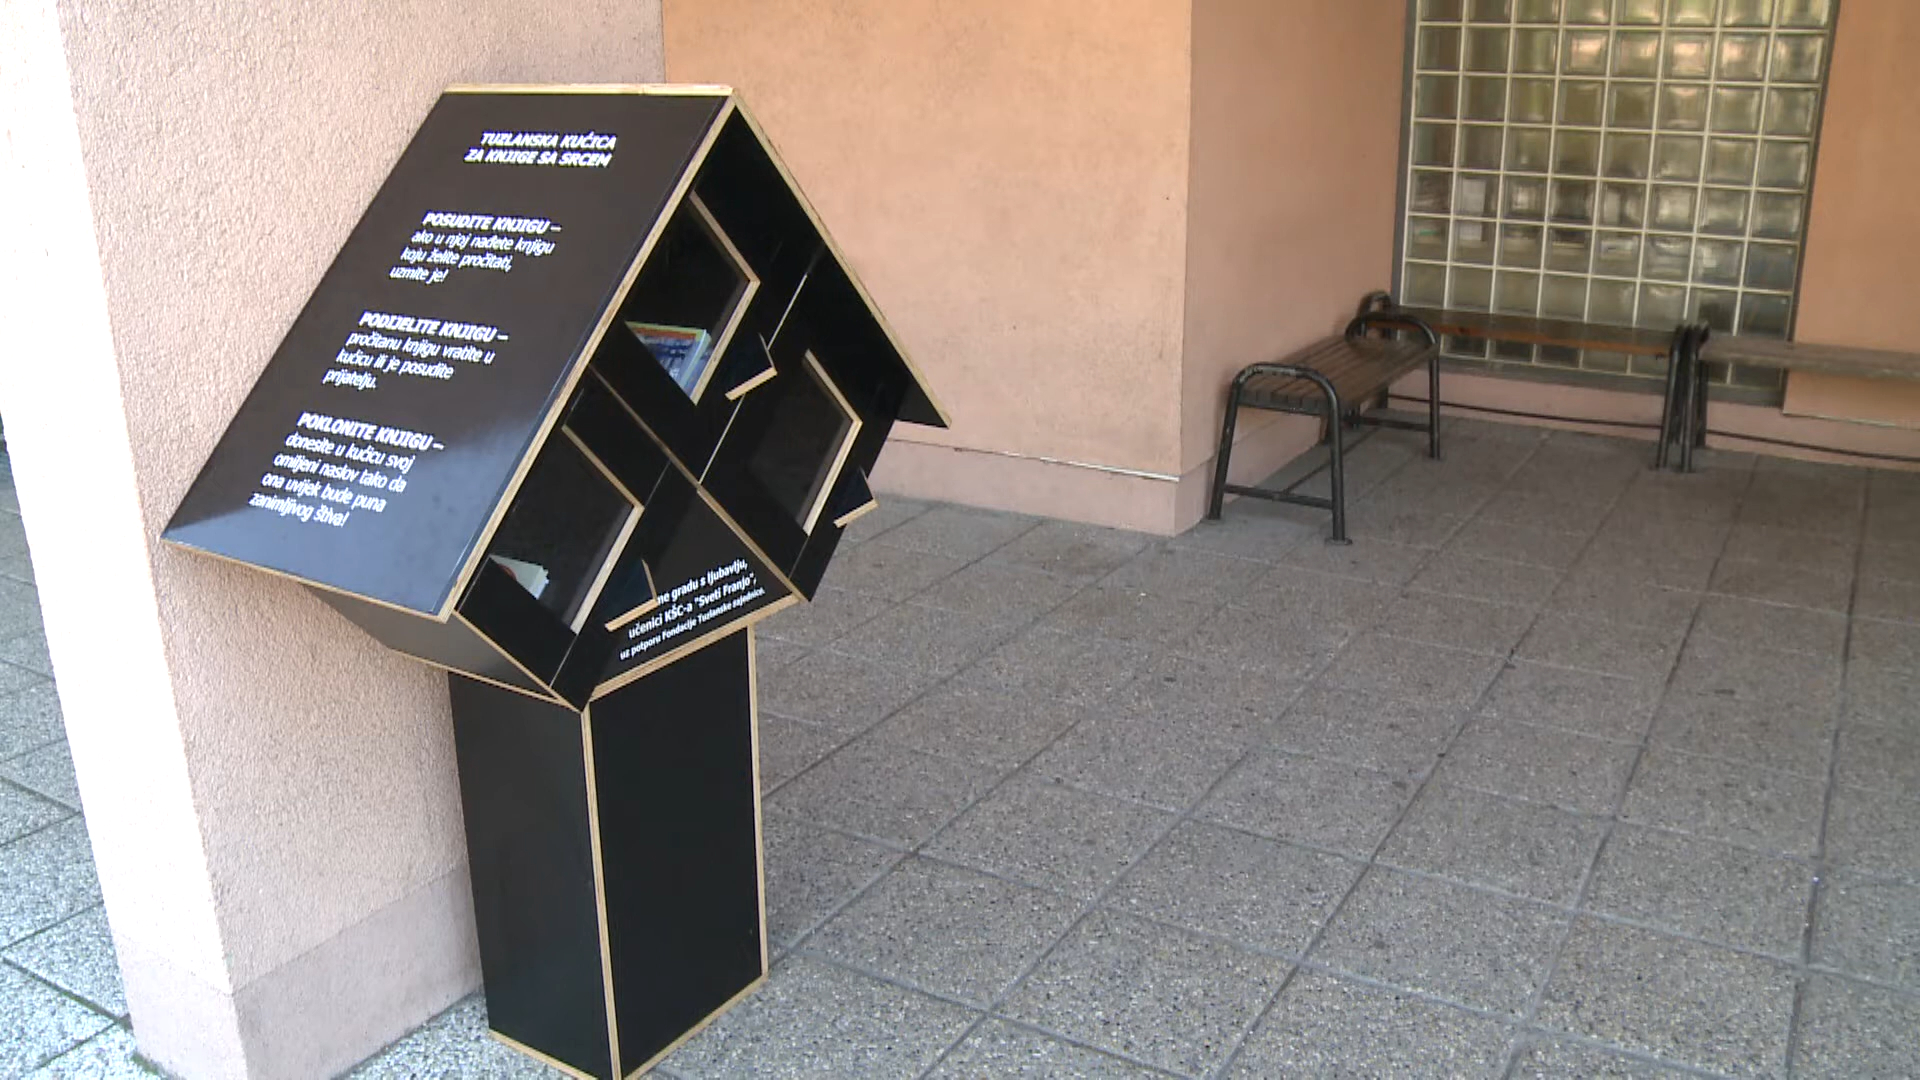 TUZLANSKA KUĆICA
ZA KNJIGE SA SRCEM
POSUDITE KNJIGU –
ako u njoj nađete knjigu
koju želite pročitati,
uzmite je!
PODIJELITE KNJIGU –
pročitanu knjigu vratite u
kućicu ili je posudite
prijatelju.
POKLONITE KNJIGU –
donesite u kućicu svoj
omiljeni naslov tako da
ona uvijek bude puna
zanimljivog štiva!
gradu s ljubavlju,
učenici KŠC-a "Sveti Franjo",
uz potporu Fondacije Tuzlanske zajednice.